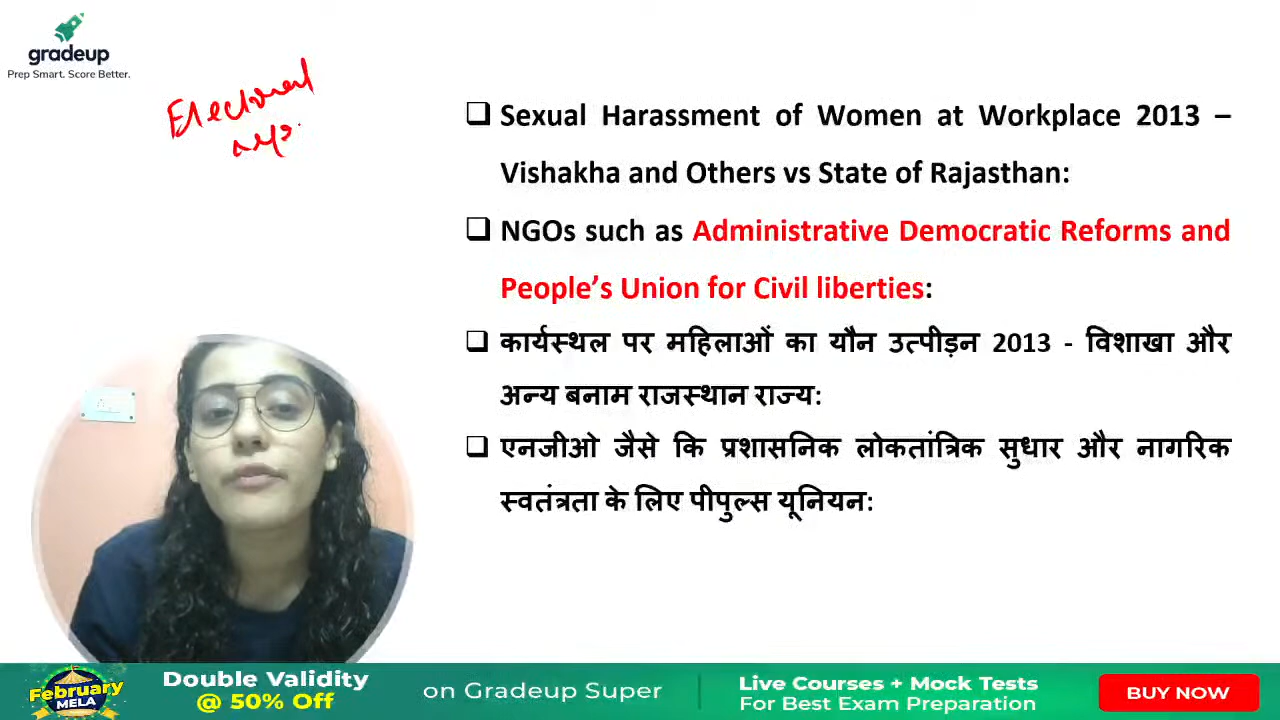 gradeup
Prep Smart. Score Better.
Electoral
❑ Sexual Harassment of Women at Workplace 2013 –
Vishakha and Others vs State of Rajasthan:
❑ NGOs such as Administrative Democratic Reforms and
People’s Union for Civil liberties:
❑ कार्यस्थल पर महिलाओं का यौन उत्पीड़न 2013 - विशाखा और
अन्य बनाम राजस्थान राज्य:
❑ एनजीओ जैसे कि प्रशासनिक लोकतांत्रिक सुधार और नागरिक
स्वतंत्रता के लिए पीपुल्स यूनियन:
February
MELA
Double Validity
@ 50% Off
on Gradeup Super
Live Courses + Mock Tests
For Best Exam Preparation
BUY NOW